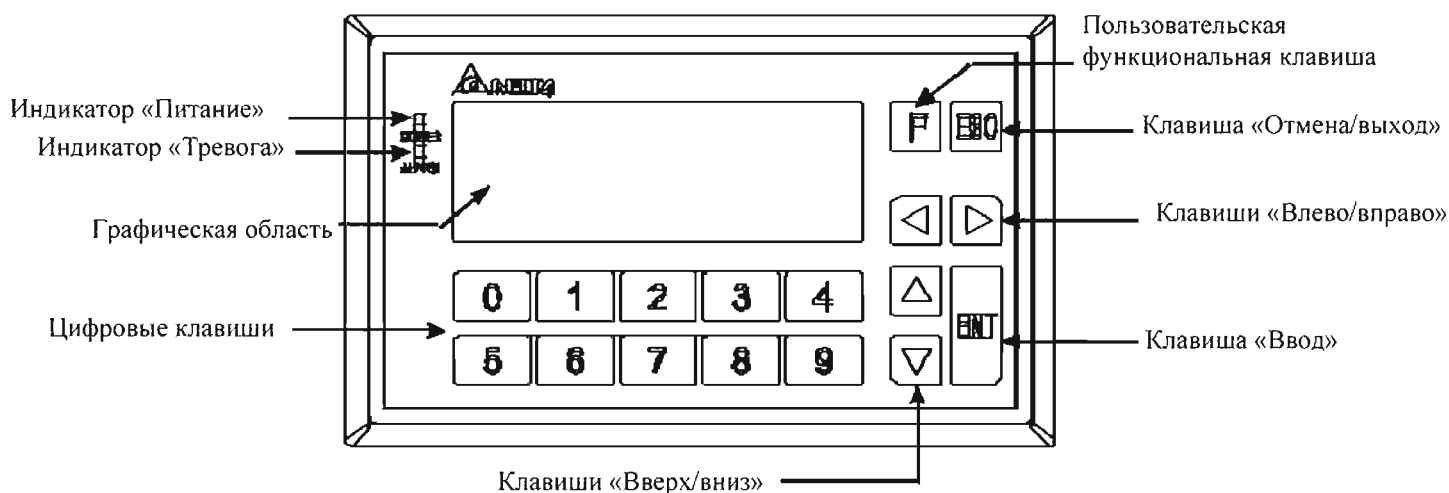 Пользовательская
функциональная клавиша
Индикатор «Питание»
Индикатор «Тревога»
F
Клавиша «Отмена/выход»
Графическая область
Клавиши «Влево/вправо»
0 1 2 3 4
Цифровые клавиши
ENT
Клавиша «Ввод»
5 6 7 8 9
Клавиши «Вверх/вниз»